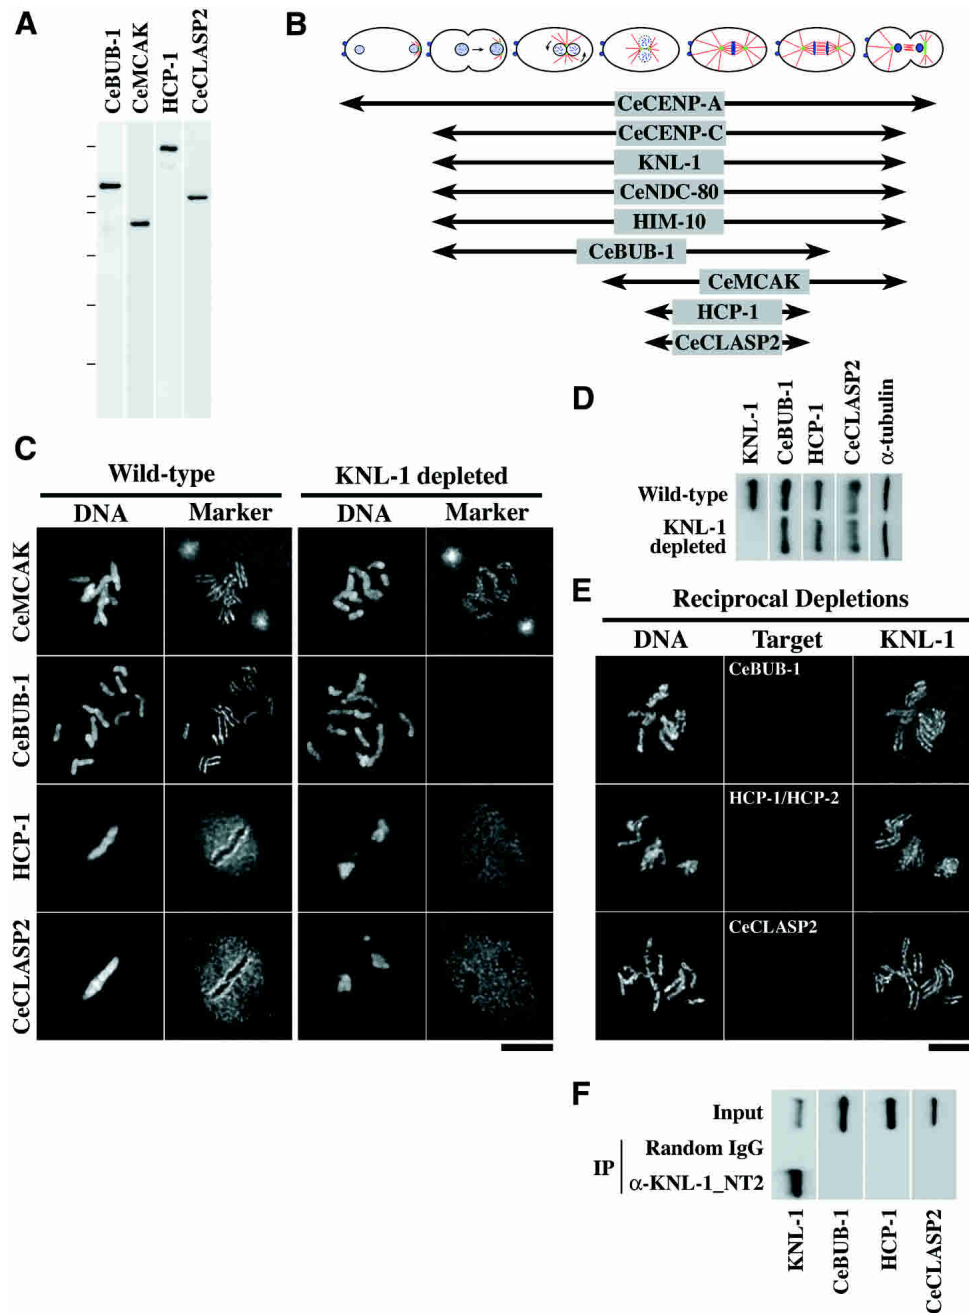 A
CeBUB-1
CeMCAK
HCP-1
CeCLASP2
B
CeCENP-A
CeCENP-C
KNL-1
CeNDC-80
HIM-10
CeBUB-1
CeMCAK
HCP-1
CeCLASP2
C
Wild-type
KNL-1 depleted
DNA
Marker
DNA
Marker
CeMCAK
CeBUB-1
HCP-1
CeCLASP2
D
KNL-1
CeBUB-1
HCP-1
CeCLASP2
α-tubulin
Wild-type
KNL-1
depleted
E
Reciprocal Depletions
DNA
Target
KNL-1
CeBUB-1
HCP-1/HCP-2
CeCLASP2
F
Input
Random IgG
IP
α-KNL-1_NT2
KNL-1
CeBUB-1
HCP-1
CeCLASP2